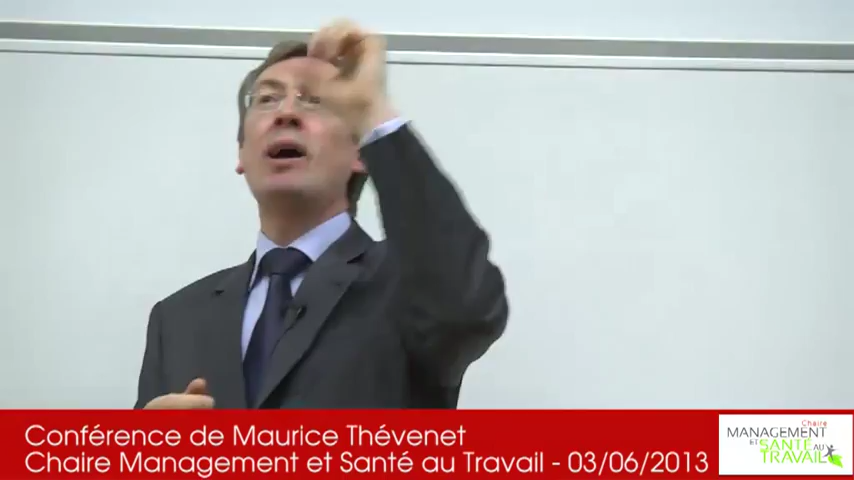 Conférence de Maurice Thévenet
Chaire Management et Santé au Travail - 03/06/2013
Chaire
MANAGEMENT
ET SANTÉ AU
TRAVAIL